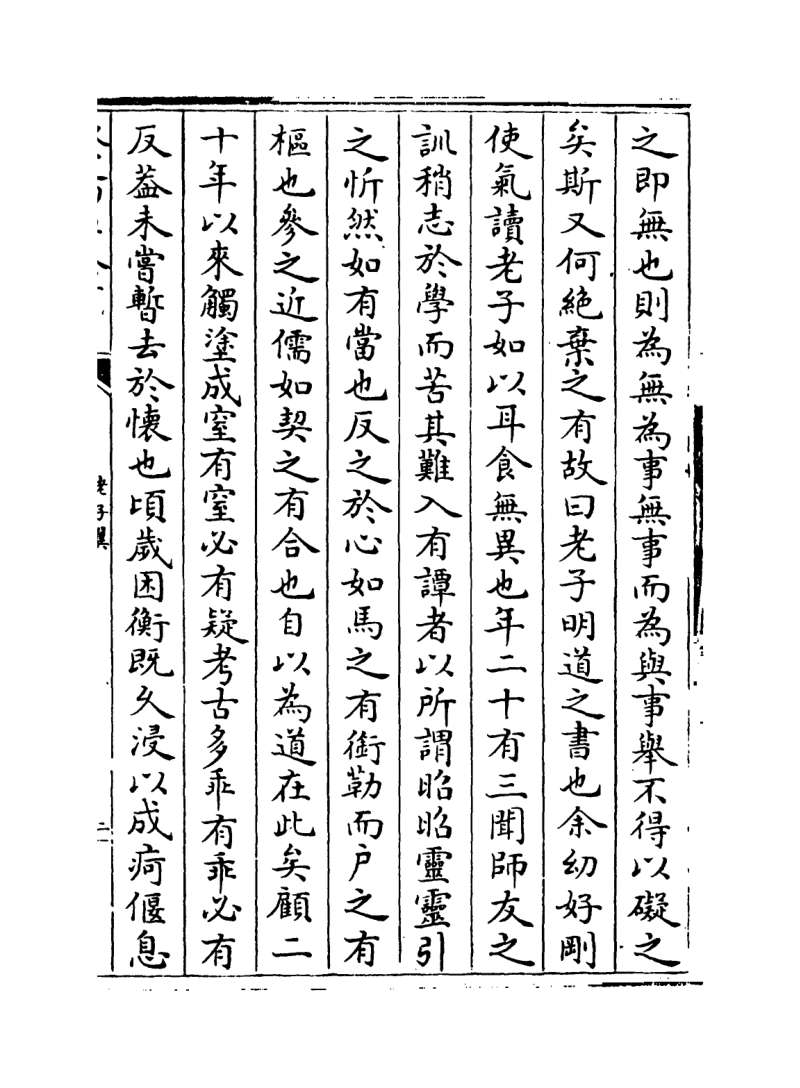 之即無也則為無為事無事而為與事舉不得以礙之
矣斯又何絶棄之有故曰老子明道之書也余幼好剛
使氣讀老子如以耳食無異也年二十有三聞師友之
訓稍志於學而苦其難入有譚者以所謂昭昭靈靈引
之忻然如有當也反之於心如馬之有銜勒而户之有
樞也參之近儒如契之有合也自以為道在此矣顧二
十年以來觸塗成窒有窒必有疑考古多乖有乖必有
反葢未嘗暫去於懷也頃歲困衡既久浸以成疴偃息
老子翼
二